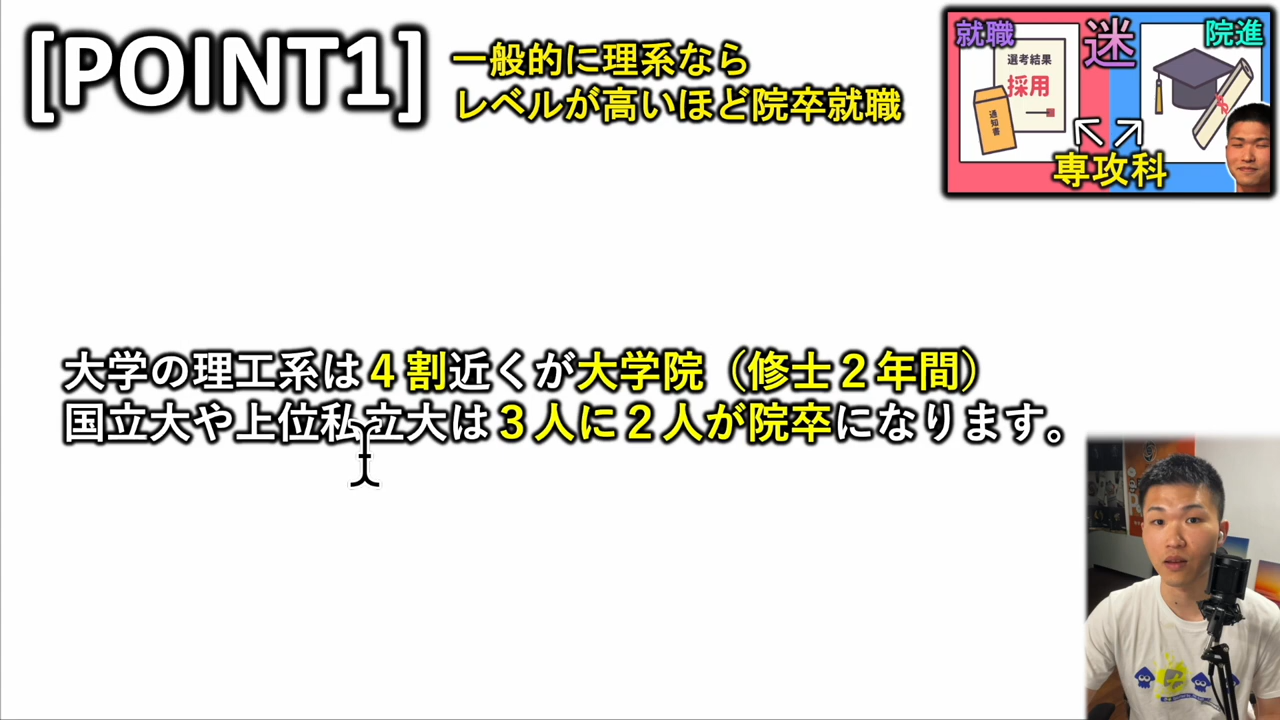 [POINT1]
一般的に理系なら
レベルが高いほど院卒就職
就職
迷
院進
選考結果
採用
通知書
専攻科
大学の理工系は４割近くが大学院（修士２年間）
国立大や上位私立大は３人に２人が院卒になります。